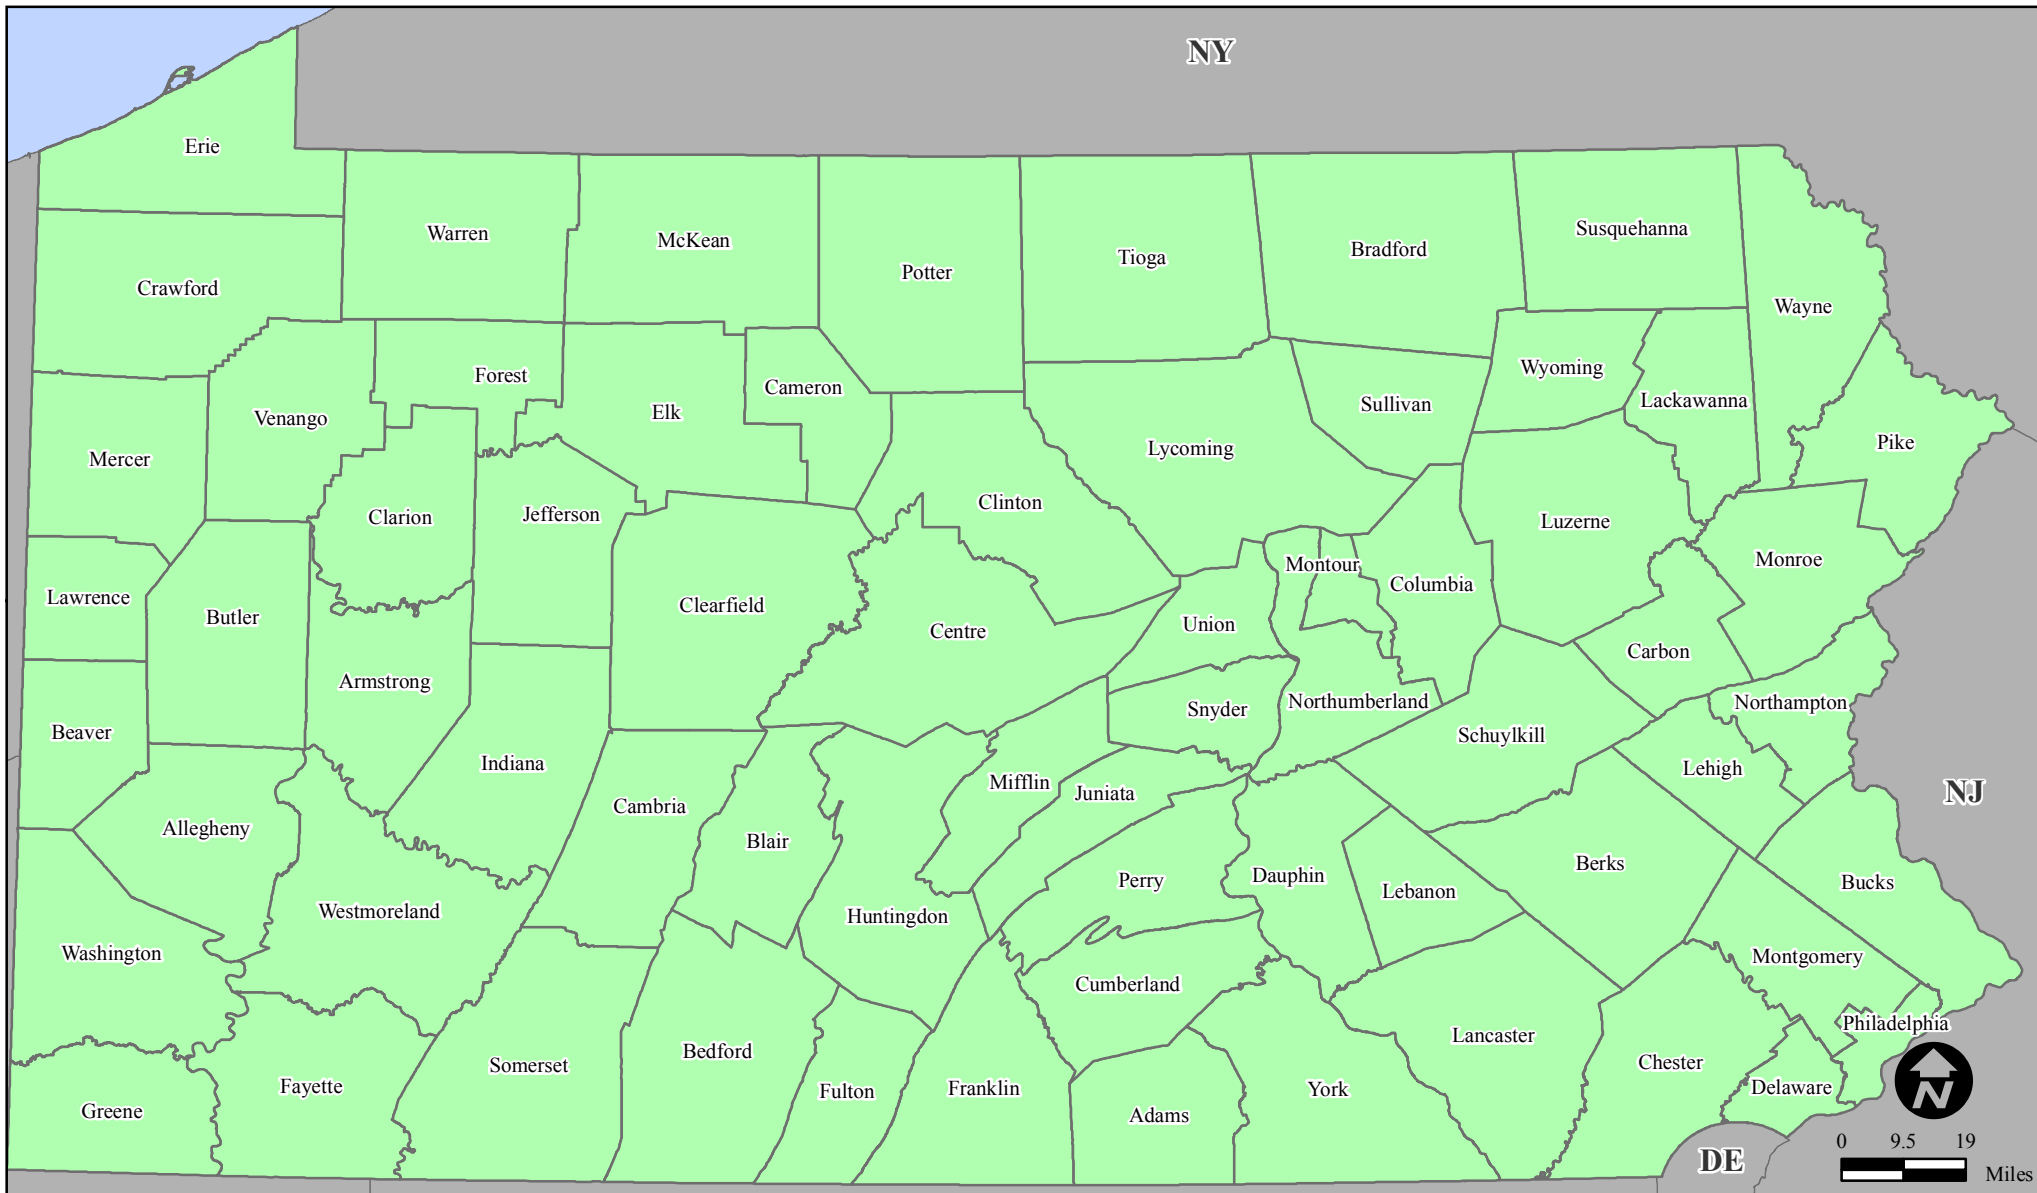 NY
Erie
Warren
McKean
Potter
Tioga
Bradford
Susquehanna
Wayne
Crawford
Forest
Cameron
Wyoming
Lackawanna
Venango
Elk
Sullivan
Pike
Mercer
Lycoming
Clarion
Jefferson
Clinton
Luzerne
Lawrence
Butler
Clearfield
Centre
Union
Montour
Columbia
Monroe
Carbon
Armstrong
Snyder
Northumberland
Northampton
Beaver
Indiana
Schuylkill
Lehigh
Mifflin
Juniata
NJ
Cambria
Allegheny
Blair
Perry
Dauphin
Lebanon
Berks
Bucks
Westmoreland
Huntingdon
Washington
Cumberland
Montgomery
Philadelphia
Somerset
Bedford
Lancaster
Chester
Greene
Fayette
Fulton
Franklin
Adams
York
Delaware
N
DE
0 9.5 19
Miles